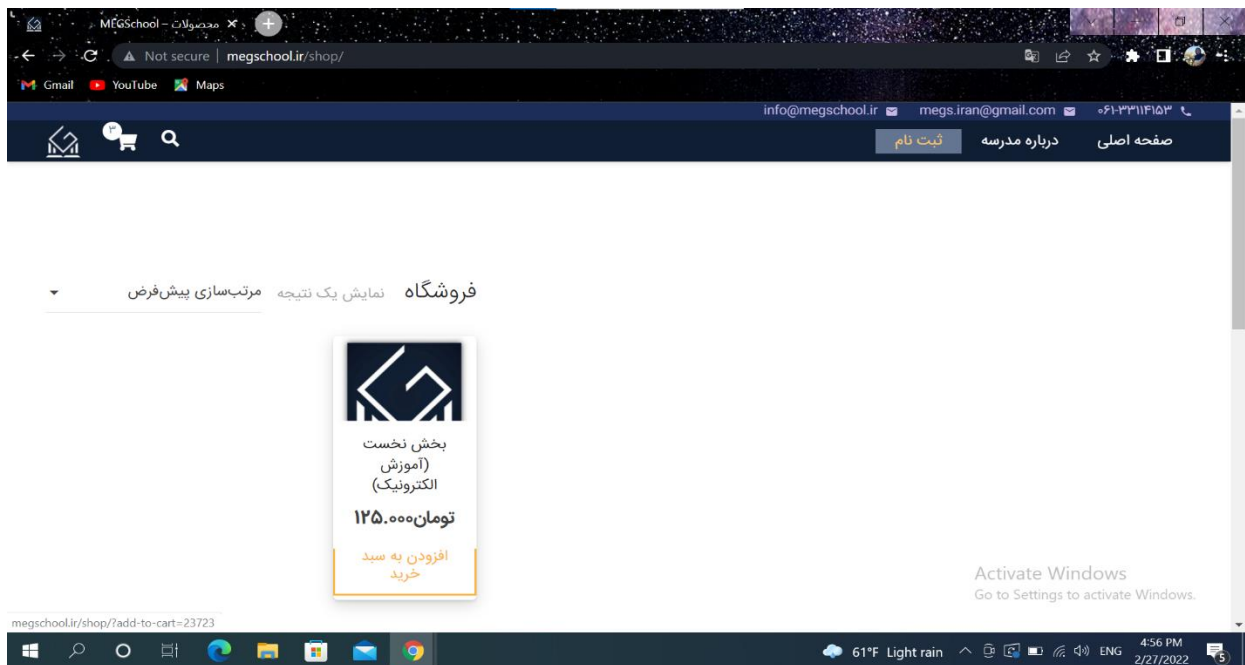 محصولات – MEGSchool
Not secure | megschool.ir/shop/
Gmail YouTube Maps
info@megschool.ir megs.iran@gmail.com ۰۶۱-۳۳۱۱۴۱۵۳
۳ ثبت نام درباره مدرسه صفحه اصلی
فروشگاه نمایش یک نتیجه مرتب‌سازی پیش‌فرض
بخش نخست
(آموزش
الکترونیک)
تومان۱۲۵.۰۰۰
افزودن به سبد
خرید
Activate Windows
Go to Settings to activate Windows.
megschool.ir/shop/?add-to-cart=23723
61°F Light rain ENG 4:56 PM
2/27/2022 5